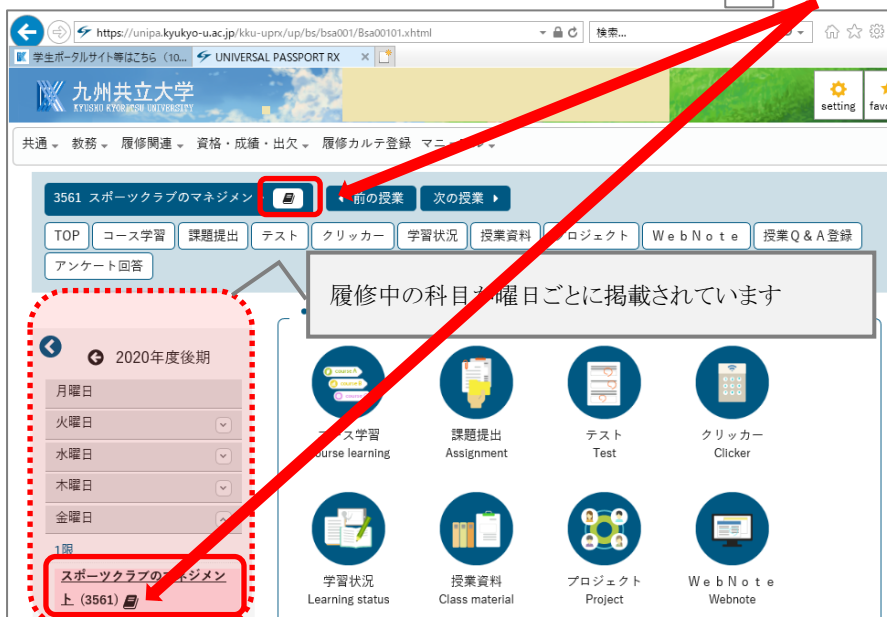 https://unipa.kyukyo-u.ac.jp/kku-uprx/up/bs/bsa001/Bsa00101.xhtml
検索...
学生ポータルサイト等はこちら（10...
UNIVERSAL PASSPORT RX
九州共立大学
KYUSHU KYORITSU UNIVERSITY
setting
共通 教務 履修関連 資格・成績・出欠 履修カルテ登録
3561 スポーツクラブのマネジメン
前の授業 次の授業
TOP コース学習 課題提出 テスト クリッカー 学習状況 授業資料 プロジェクト WebNote 授業Q&A登録
アンケート回答
履修中の科目が曜日ごとに掲載されています
2020年度後期
月曜日
火曜日
水曜日
木曜日
金曜日
1限
スポーツクラブのマネジメン
ト (3561)
コース学習 課題提出 テスト クリッカー
Course learning Assignment Test Clicker
学習状況 授業資料 プロジェクト WebNote
Learning status Class material Project Webnote